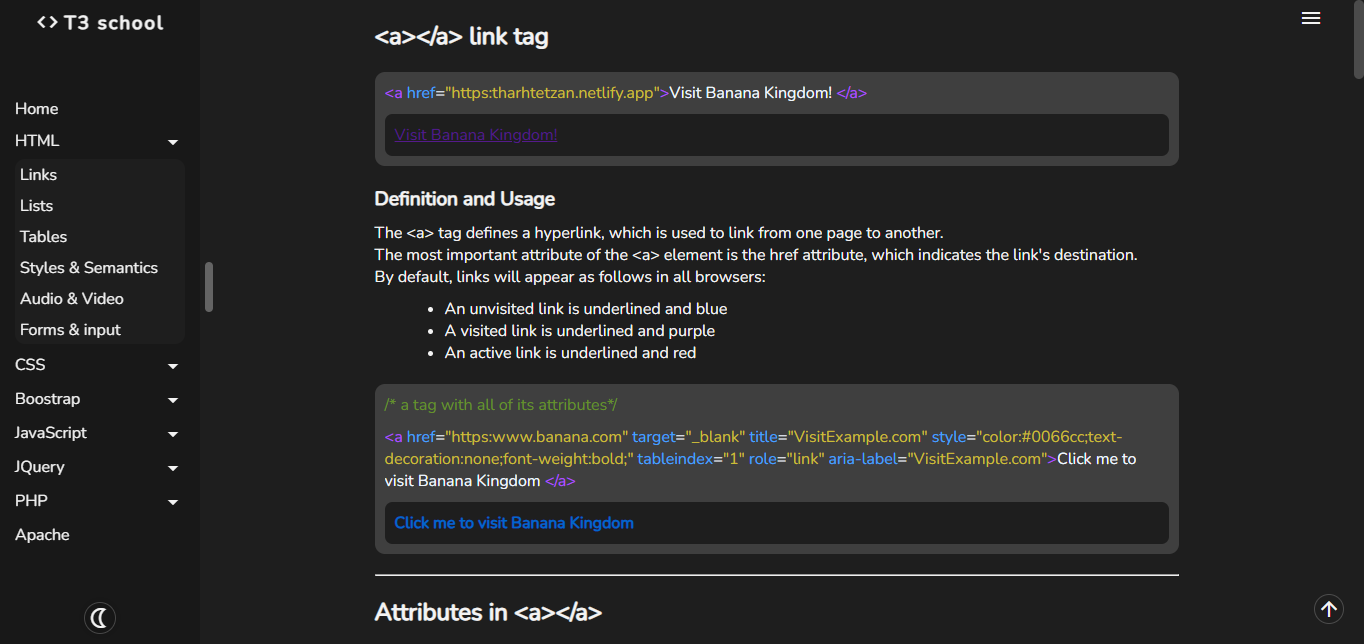 <> T3 school
Home
HTML
Links
Lists
Tables
Styles & Semantics
Audio & Video
Forms & input
CSS
Boostrap
JavaScript
JQuery
PHP
Apache
<a></a> link tag
<a href="https:tharhtetzan.netlify.app">Visit Banana Kingdom! </a>
Visit Banana Kingdom!
Definition and Usage
The <a> tag defines a hyperlink, which is used to link from one page to another.
The most important attribute of the <a> element is the href attribute, which indicates the link's destination.
By default, links will appear as follows in all browsers:
• An unvisited link is underlined and blue
• A visited link is underlined and purple
• An active link is underlined and red
/* a tag with all of its attributes*/
<a href="https:www.banana.com" target="_blank" title="VisitExample.com" style="color:#0066cc;text-
decoration:none;font-weight:bold;" tableindex="1" role="link" aria-label="VisitExample.com">Click me to
visit Banana Kingdom </a>
Click me to visit Banana Kingdom
Attributes in <a></a>